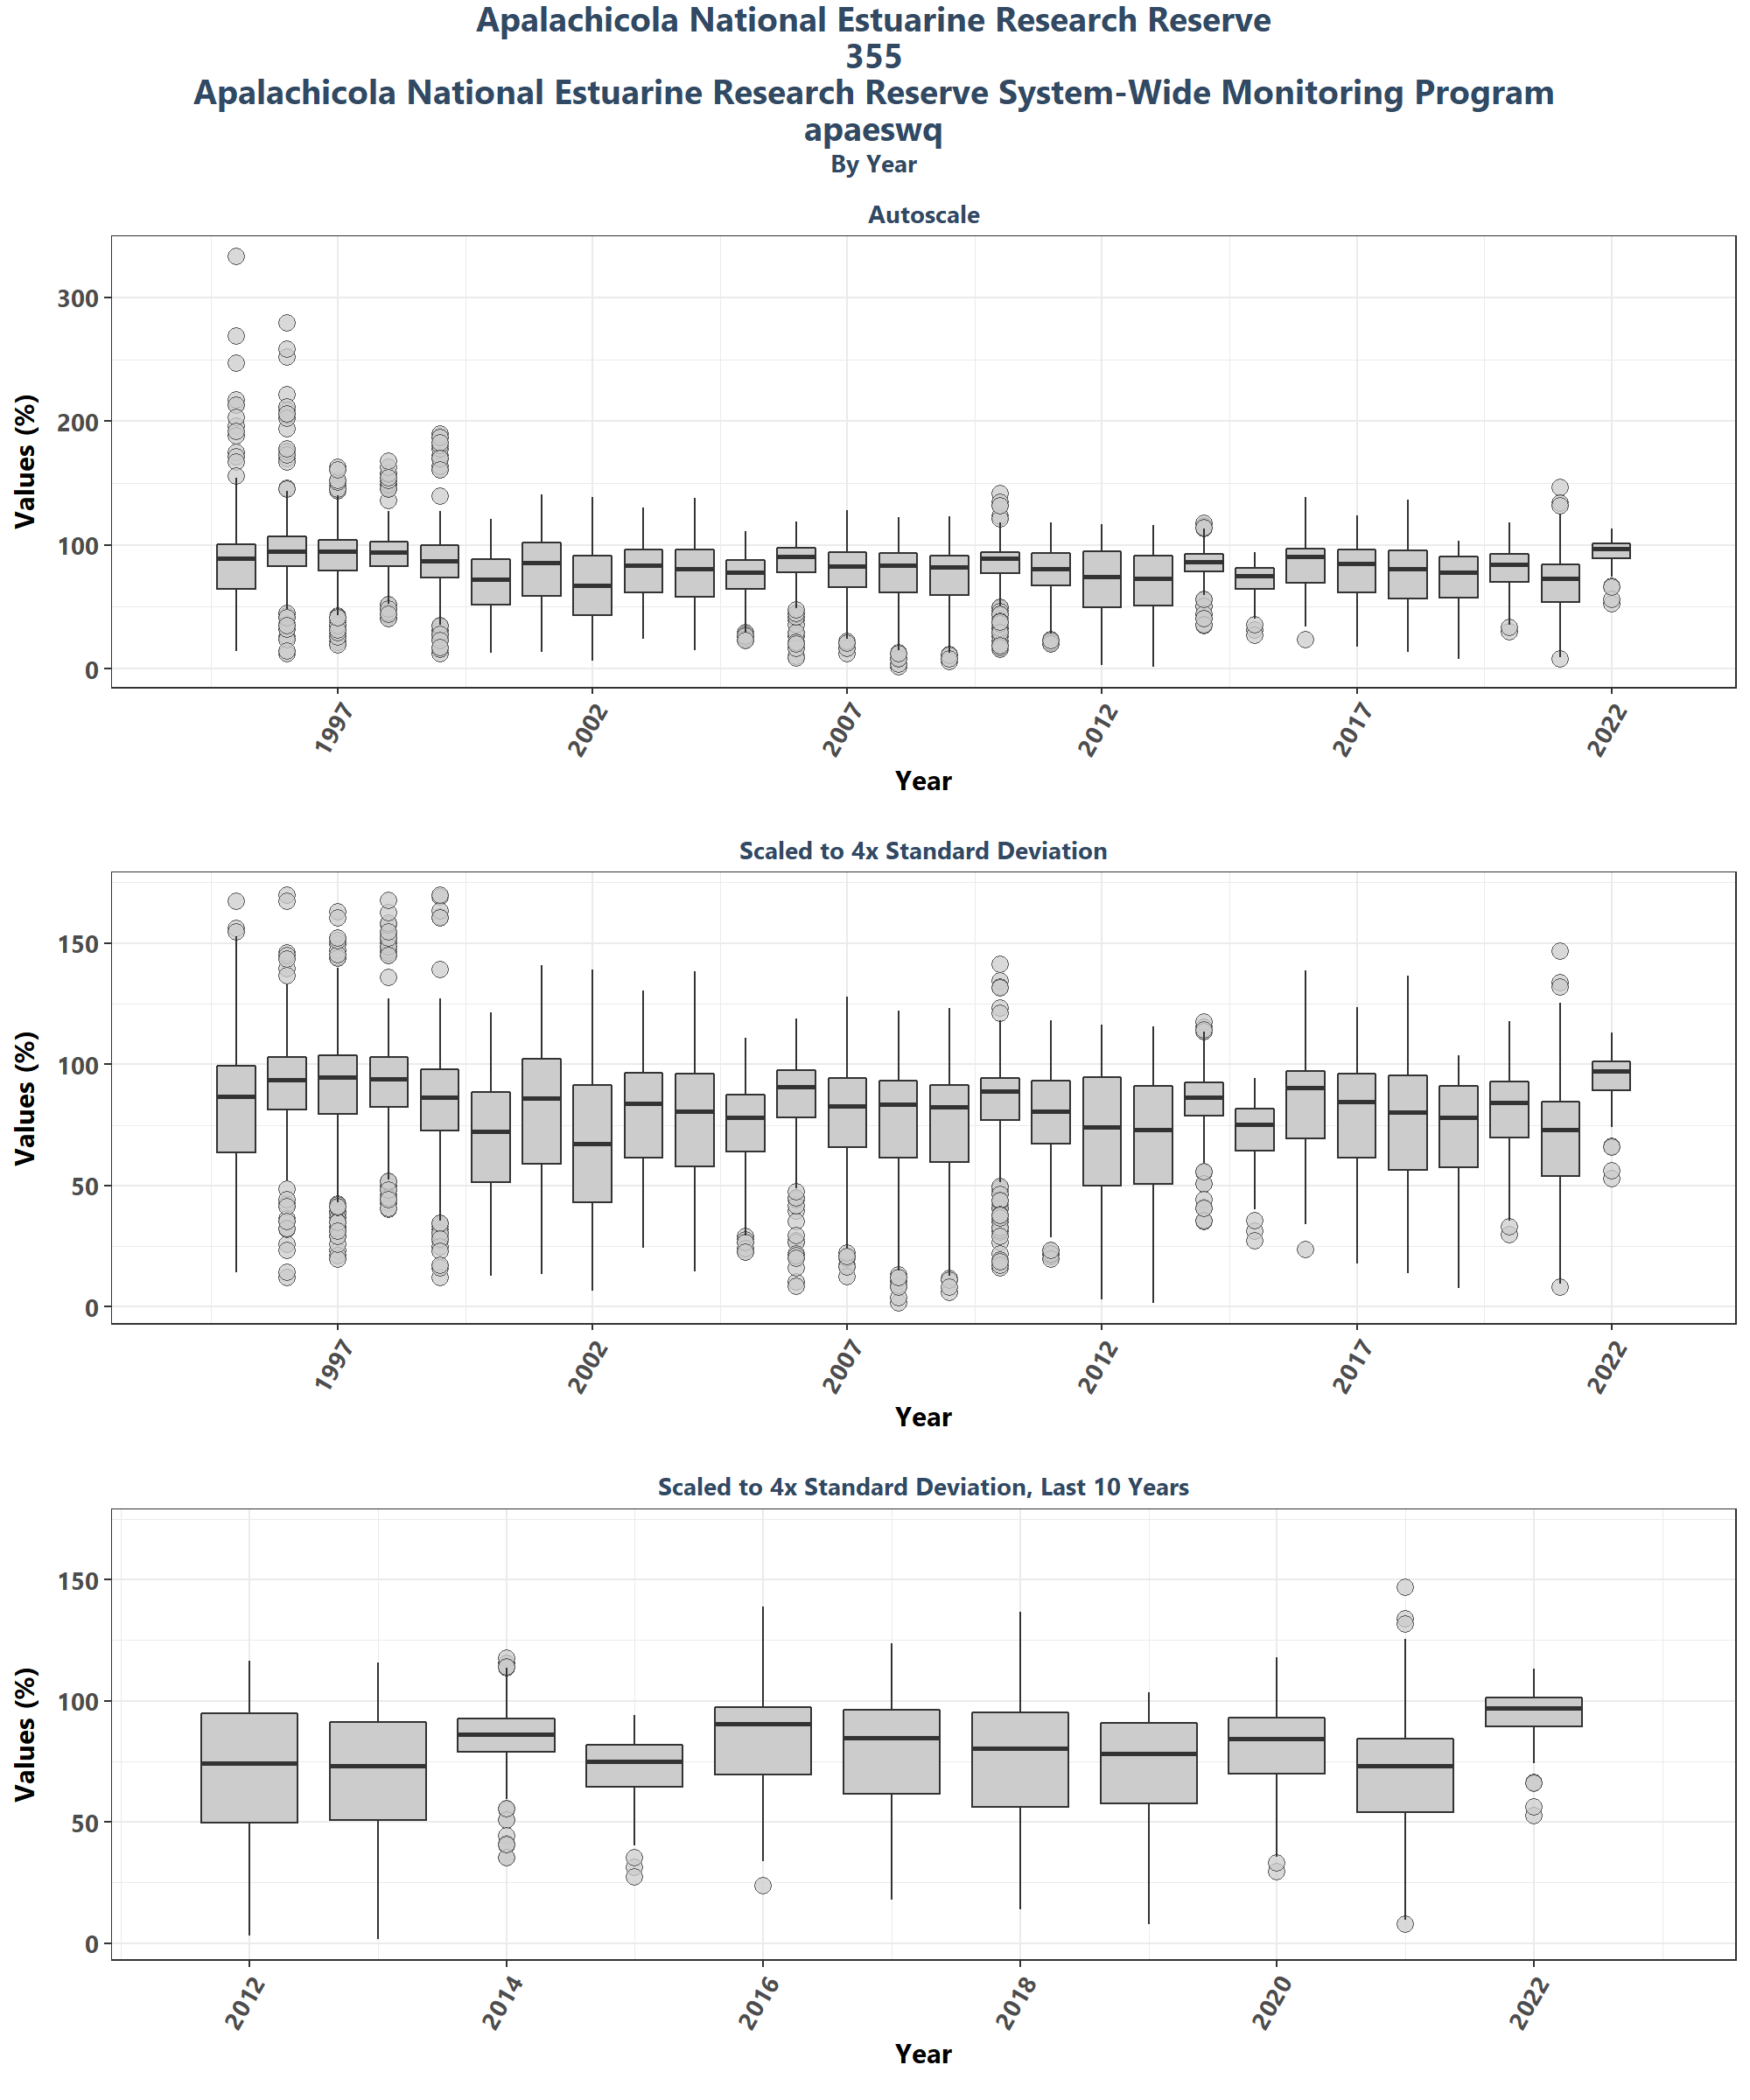 Apalachicola National Estuarine Research Reserve
355
Apalachicola National Estuarine Research Reserve System-Wide Monitoring Program
apaeswq
By Year
Autoscale
Values (%)
300
200
100
0
1997 2002 2007 2012 2017 2022
Year
Scaled to 4x Standard Deviation
Values (%)
150
100
50
0
1997 2002 2007 2012 2017 2022
Year
Scaled to 4x Standard Deviation, Last 10 Years
Values (%)
150
100
50
0
2012 2014 2016 2018 2020 2022
Year